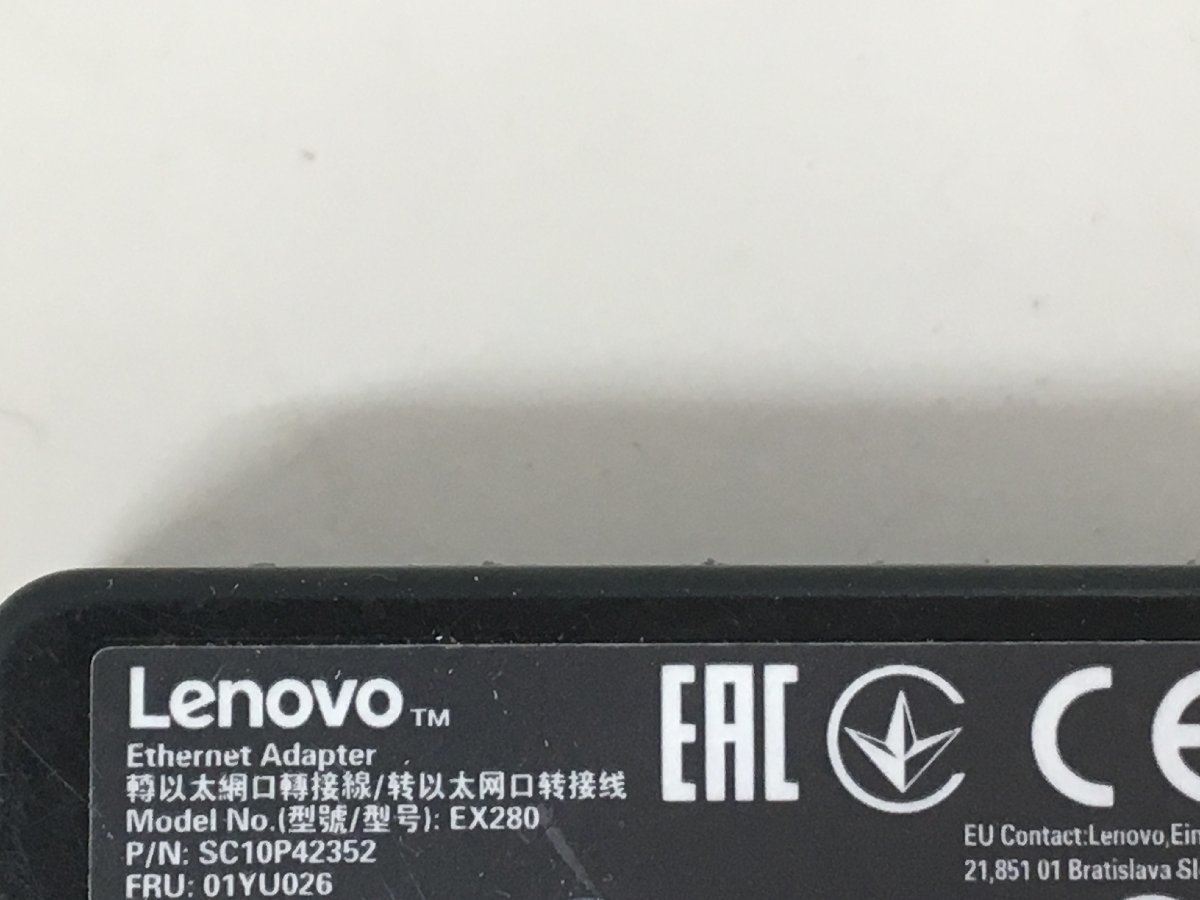 Lenovo™
Ethernet Adapter
轉以太網口轉接線/转以太网口转接线
Model No.(型號/型号): EX280
P/N: SC10P42352
FRU: 01YU026
EAC
CE
EU Contact:Lenovo,Ein
21,851 01 Bratislava Slo